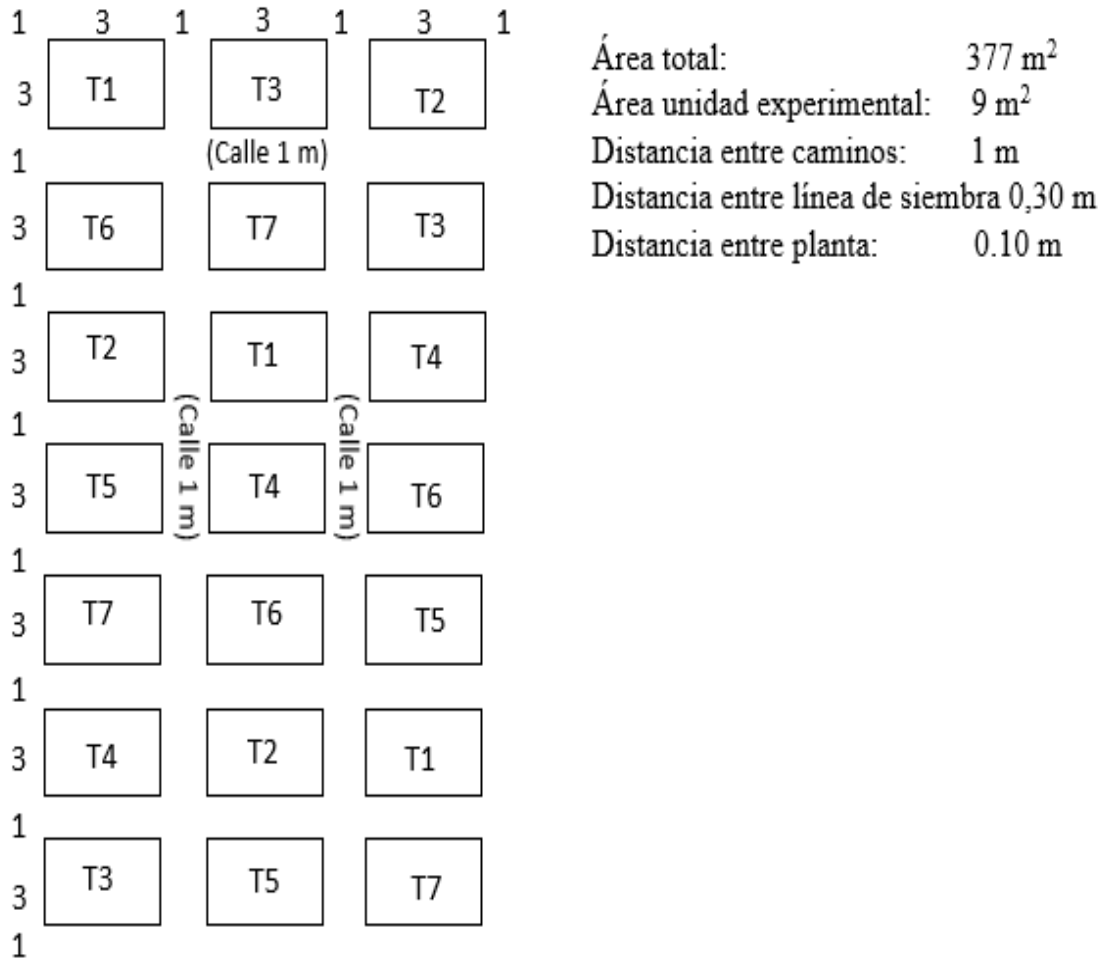 1 3 1 3 1 3 1
3 T1 T3 T2
(Calle 1 m)
1
3 T6 T7 T3
1
3 T2 T1 T4
1
(Calle 1 m) (Calle 1 m)
3 T5 T4 T6
1
3 T7 T6 T5
1
3 T4 T2 T1
1
3 T3 T5 T7
1
Área total: 377 m²
Área unidad experimental: 9 m²
Distancia entre caminos: 1 m
Distancia entre línea de siembra 0,30 m
Distancia entre planta: 0.10 m